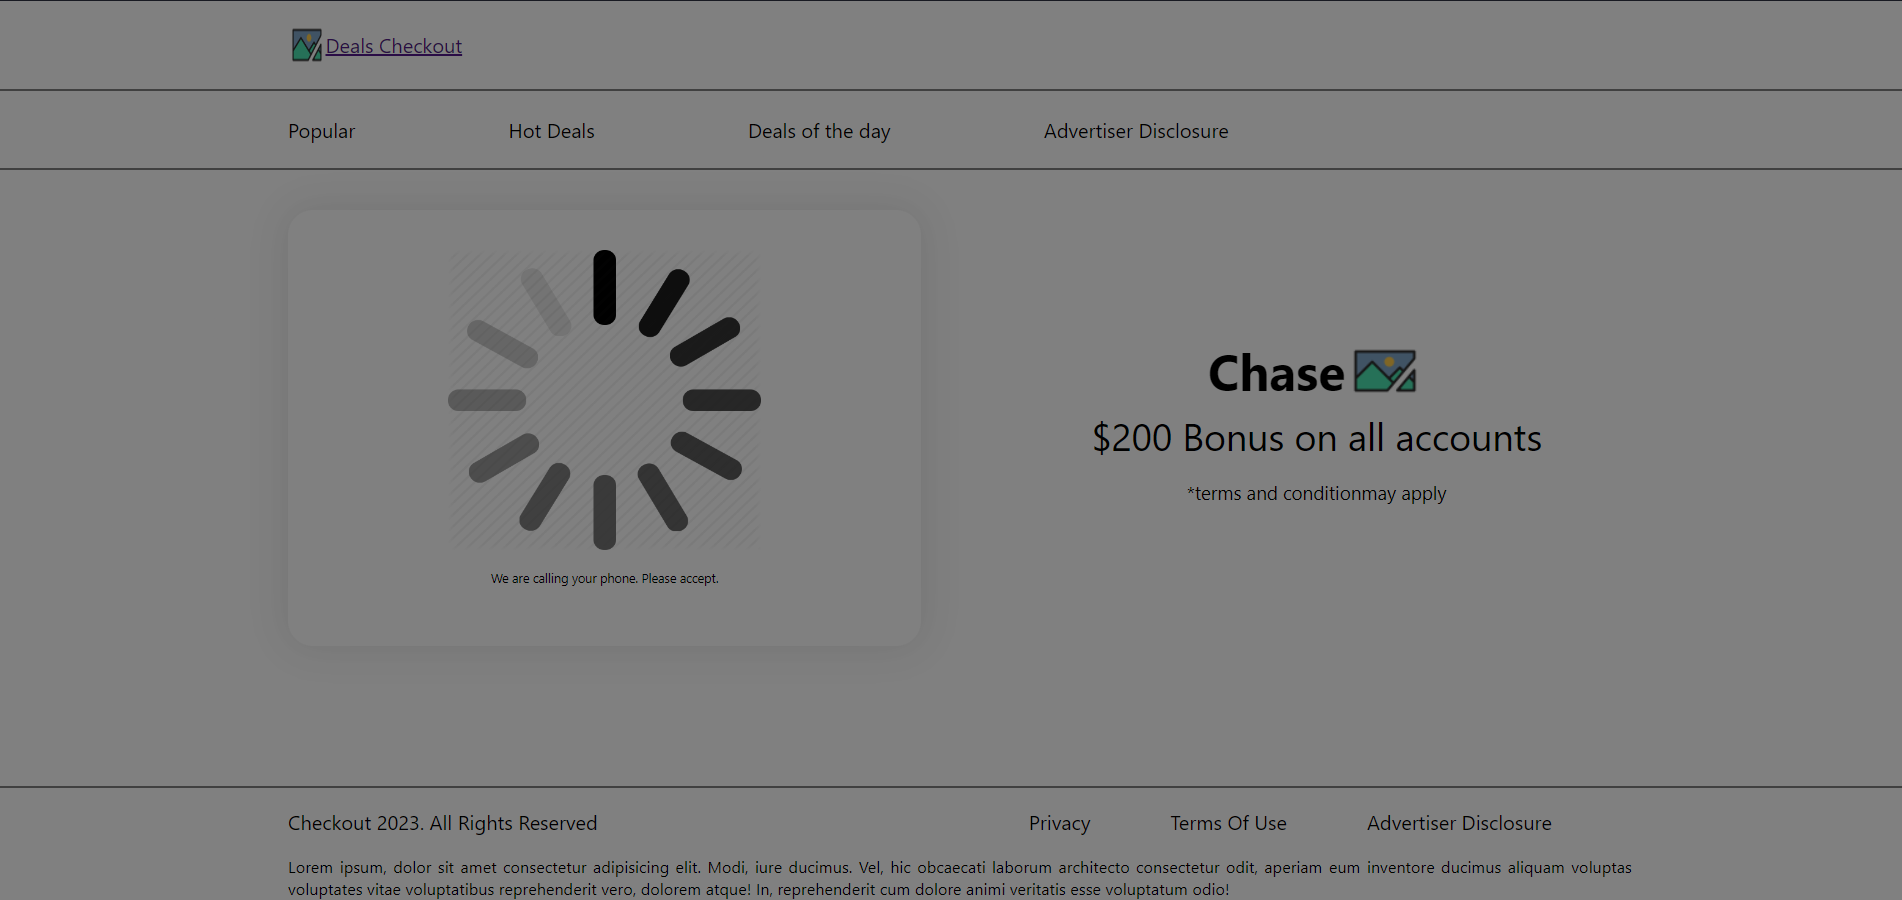 Deals Checkout
Popular Hot Deals Deals of the day Advertiser Disclosure
We are calling your phone. Please accept.
Chase
$200 Bonus on all accounts
*terms and conditionmay apply
Checkout 2023. All Rights Reserved Privacy Terms Of Use Advertiser Disclosure
Lorem ipsum, dolor sit amet consectetur adipisicing elit. Modi, iure ducimus. Vel, hic obcaecati laborum architecto consectetur odit, aperiam eum inventore ducimus aliquam voluptas
voluptates vitae voluptatibus reprehenderit vero, dolorem atque! In, reprehenderit cum dolore animi veritatis esse voluptatum odio!